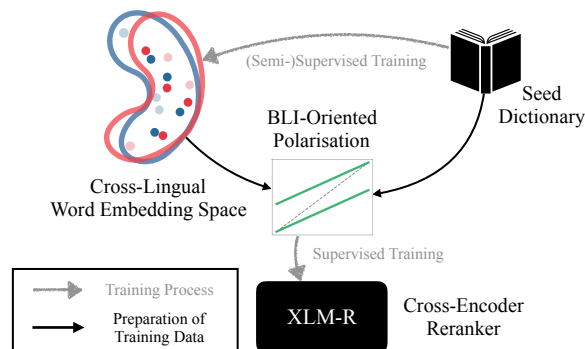 (Semi-)Supervised Training
Seed
Dictionary
BLI-Oriented
Polarisation
Cross-Lingual
Word Embedding Space
Supervised Training
Training Process
Preparation of
Training Data
XLM-R
Cross-Encoder
Reranker